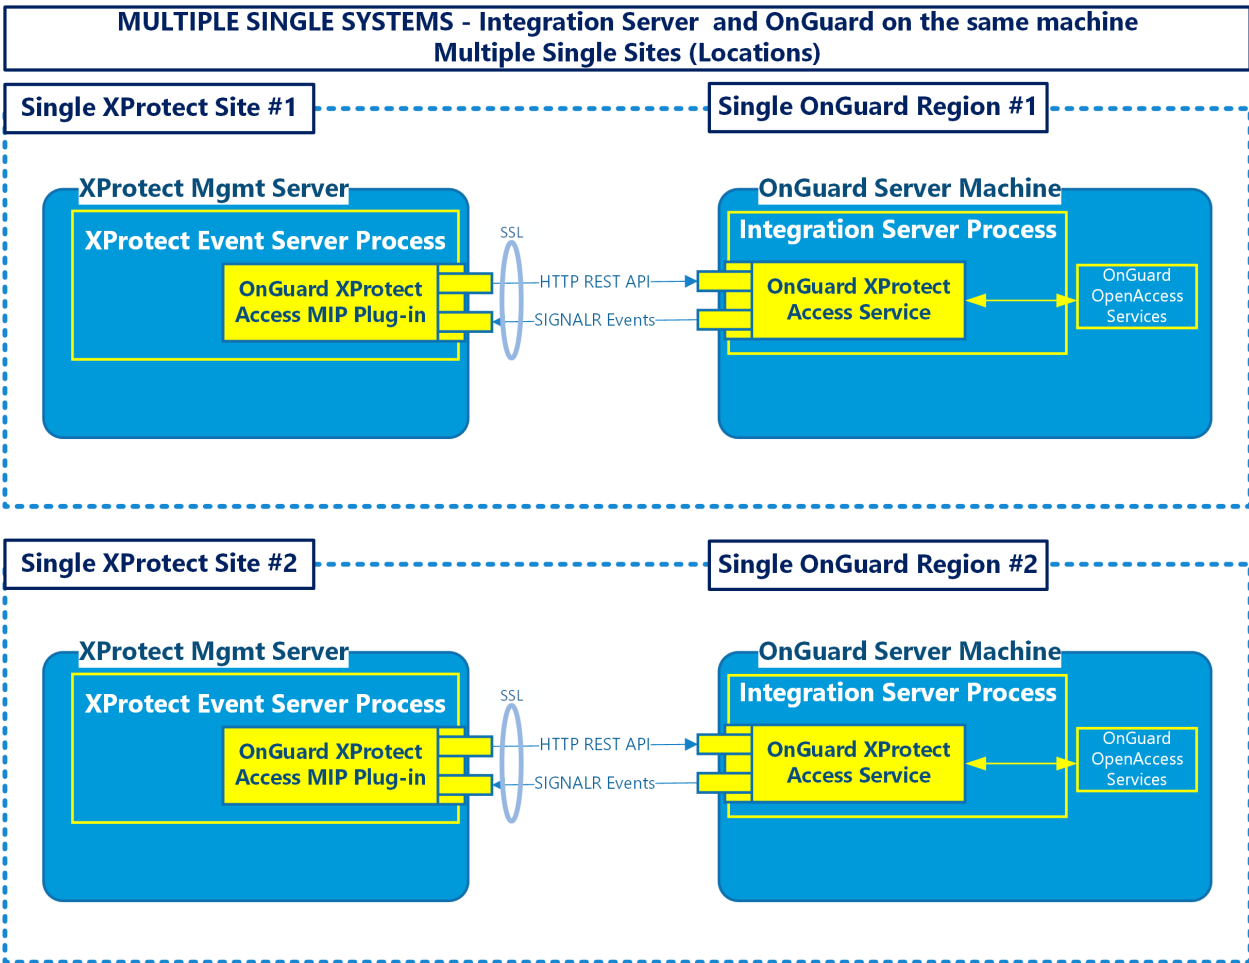 MULTIPLE SINGLE SYSTEMS - Integration Server  and OnGuard on the same machine
Multiple Single Sites (Locations)
Single XProtect Site #1
Single OnGuard Region #1
XProtect Mgmt Server
OnGuard Server Machine
XProtect Event Server Process
SSL
Integration Server Process
OnGuard XProtect
Access MIP Plug-in
HTTP REST API
SIGNALR Events
OnGuard XProtect
Access Service
OnGuard
OpenAccess
Services
Single XProtect Site #2
Single OnGuard Region #2
XProtect Mgmt Server
OnGuard Server Machine
XProtect Event Server Process
SSL
Integration Server Process
OnGuard XProtect
Access MIP Plug-in
HTTP REST API
SIGNALR Events
OnGuard XProtect
Access Service
OnGuard
OpenAccess
Services